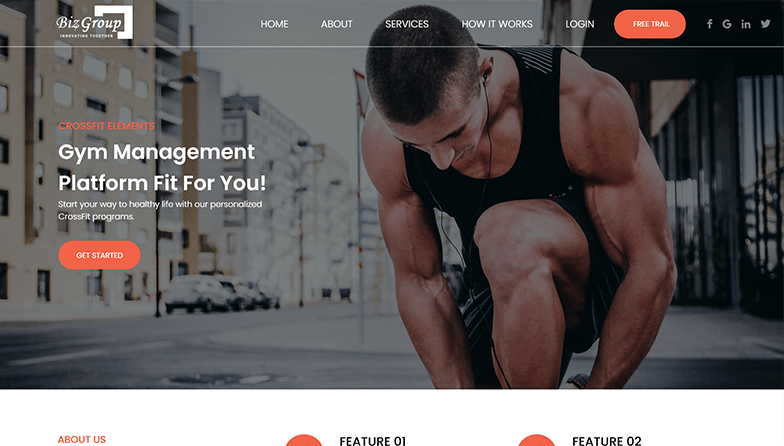 Biz Group
INNOVATING TOGETHER
HOME
ABOUT
SERVICES
HOW IT WORKS
LOGIN
FREE TRAIL
CROSSFIT ELEMENTS
Gym Management
Platform Fit For You!
Start your way to healthy life with our personalized
CrossFit programs.
GET STARTED
ABOUT US
FEATURE 01
FEATURE 02